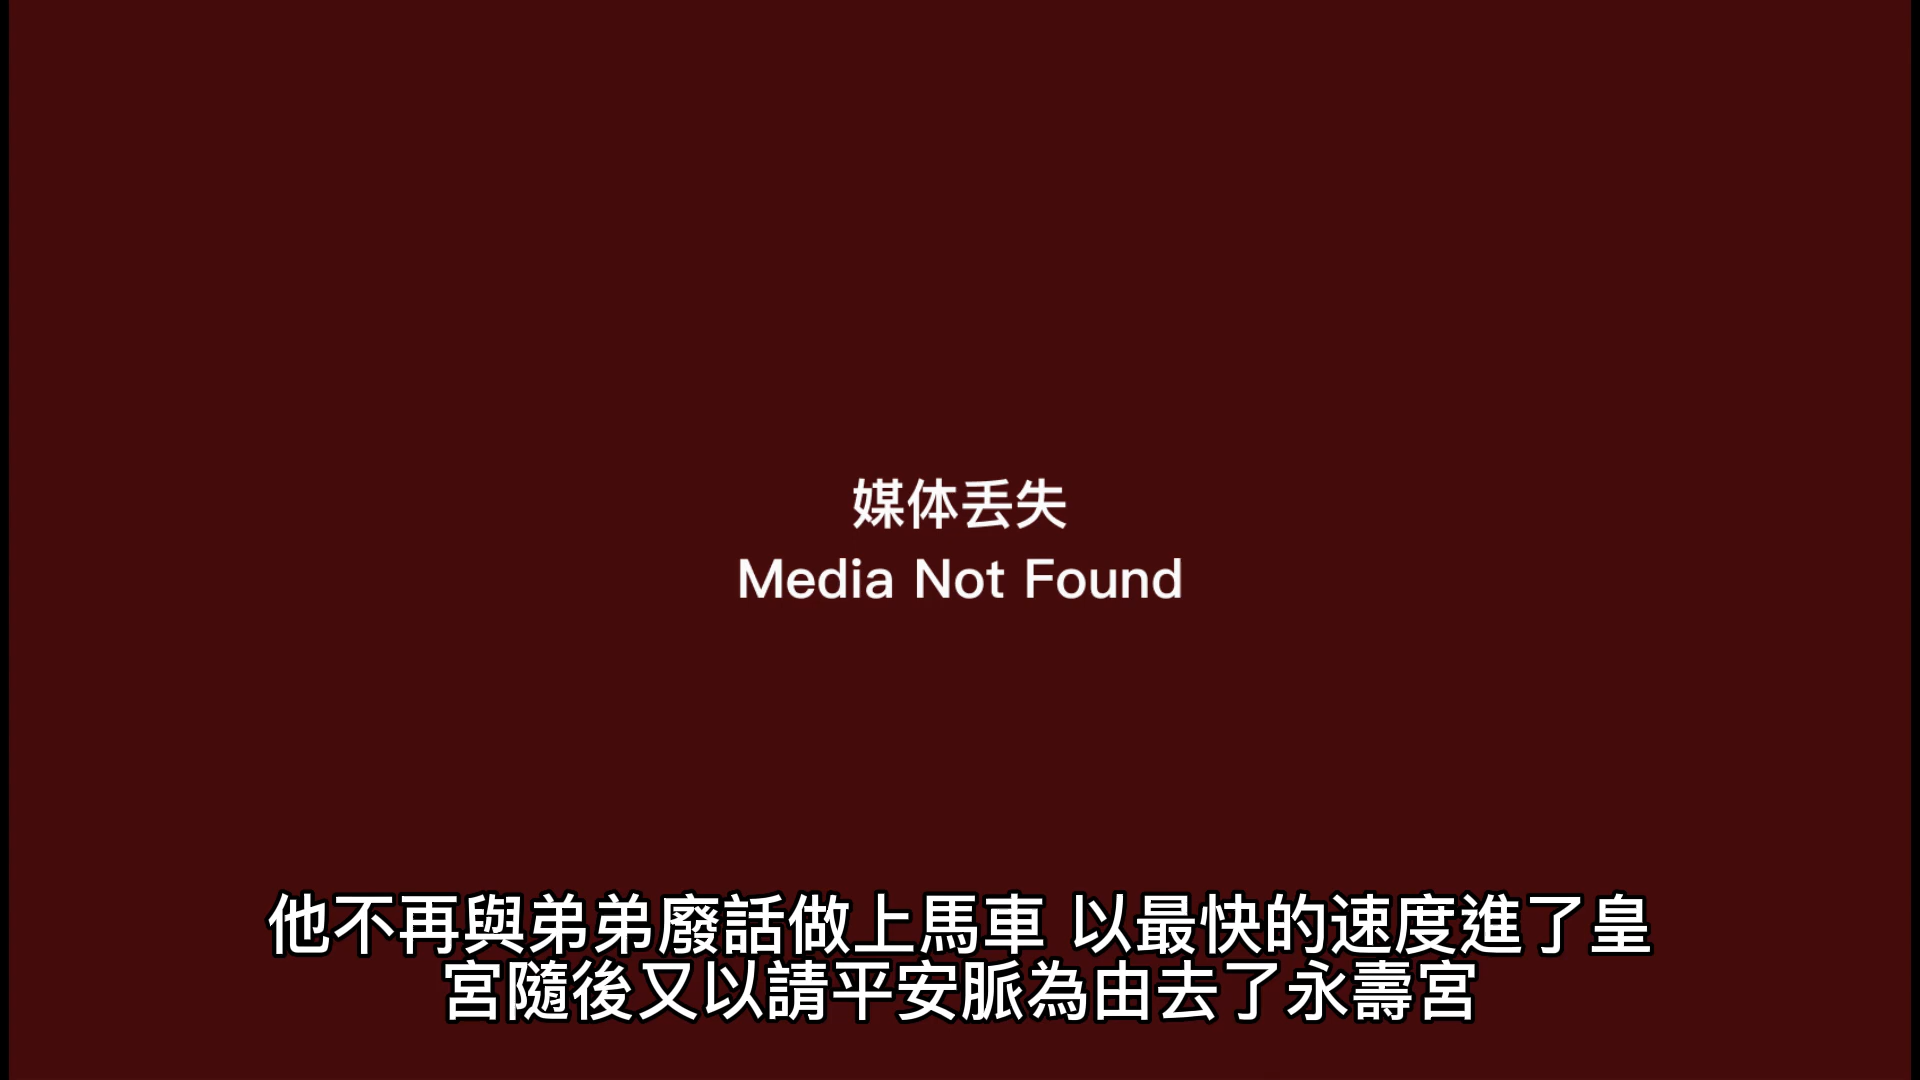 媒体丢失
Media Not Found
他不再與弟弟廢話做上馬車 以最快的速度進了皇
宮隨後又以請平安脈為由去了永壽宮